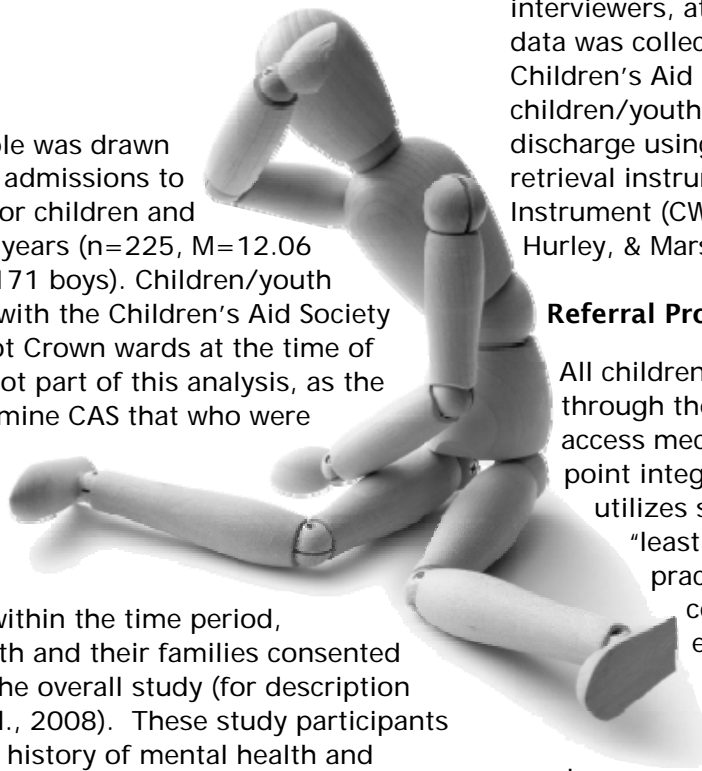 ple was drawn
admissions to
or children and
years (n=225, M=12.06
171 boys). Children/youth
with the Children's Aid Society
ot Crown wards at the time of
ot part of this analysis, as the
mine CAS that who were
within the time period,
th and their families consented
he overall study (for description
l., 2008). These study participants
history of mental health and
interviewers, at
data was collec
Children's Aid
children/youth
discharge using
retrieval instrum
Instrument (CW
Hurley, & Mars
Referral Pro
All children
through the
access mec
point integ
utilizes s
"least
prac
co
e